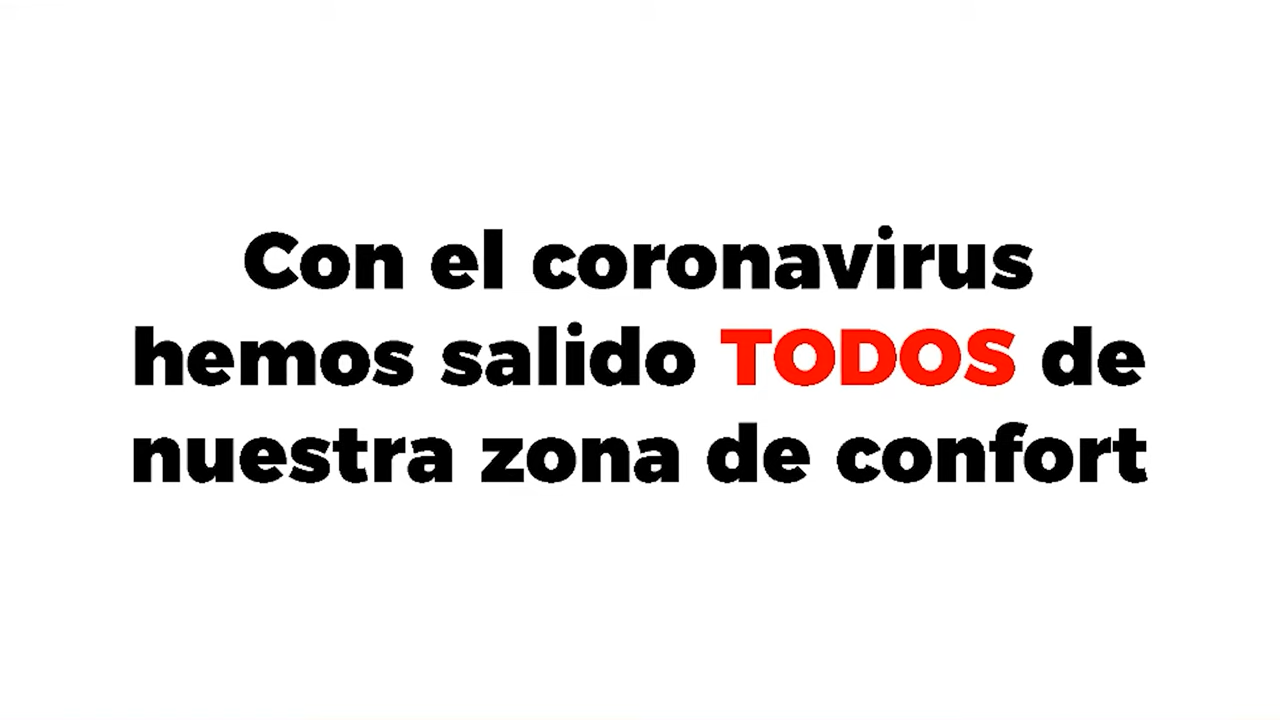 Con el coronavirus
hemos salido TODOS de
nuestra zona de confort